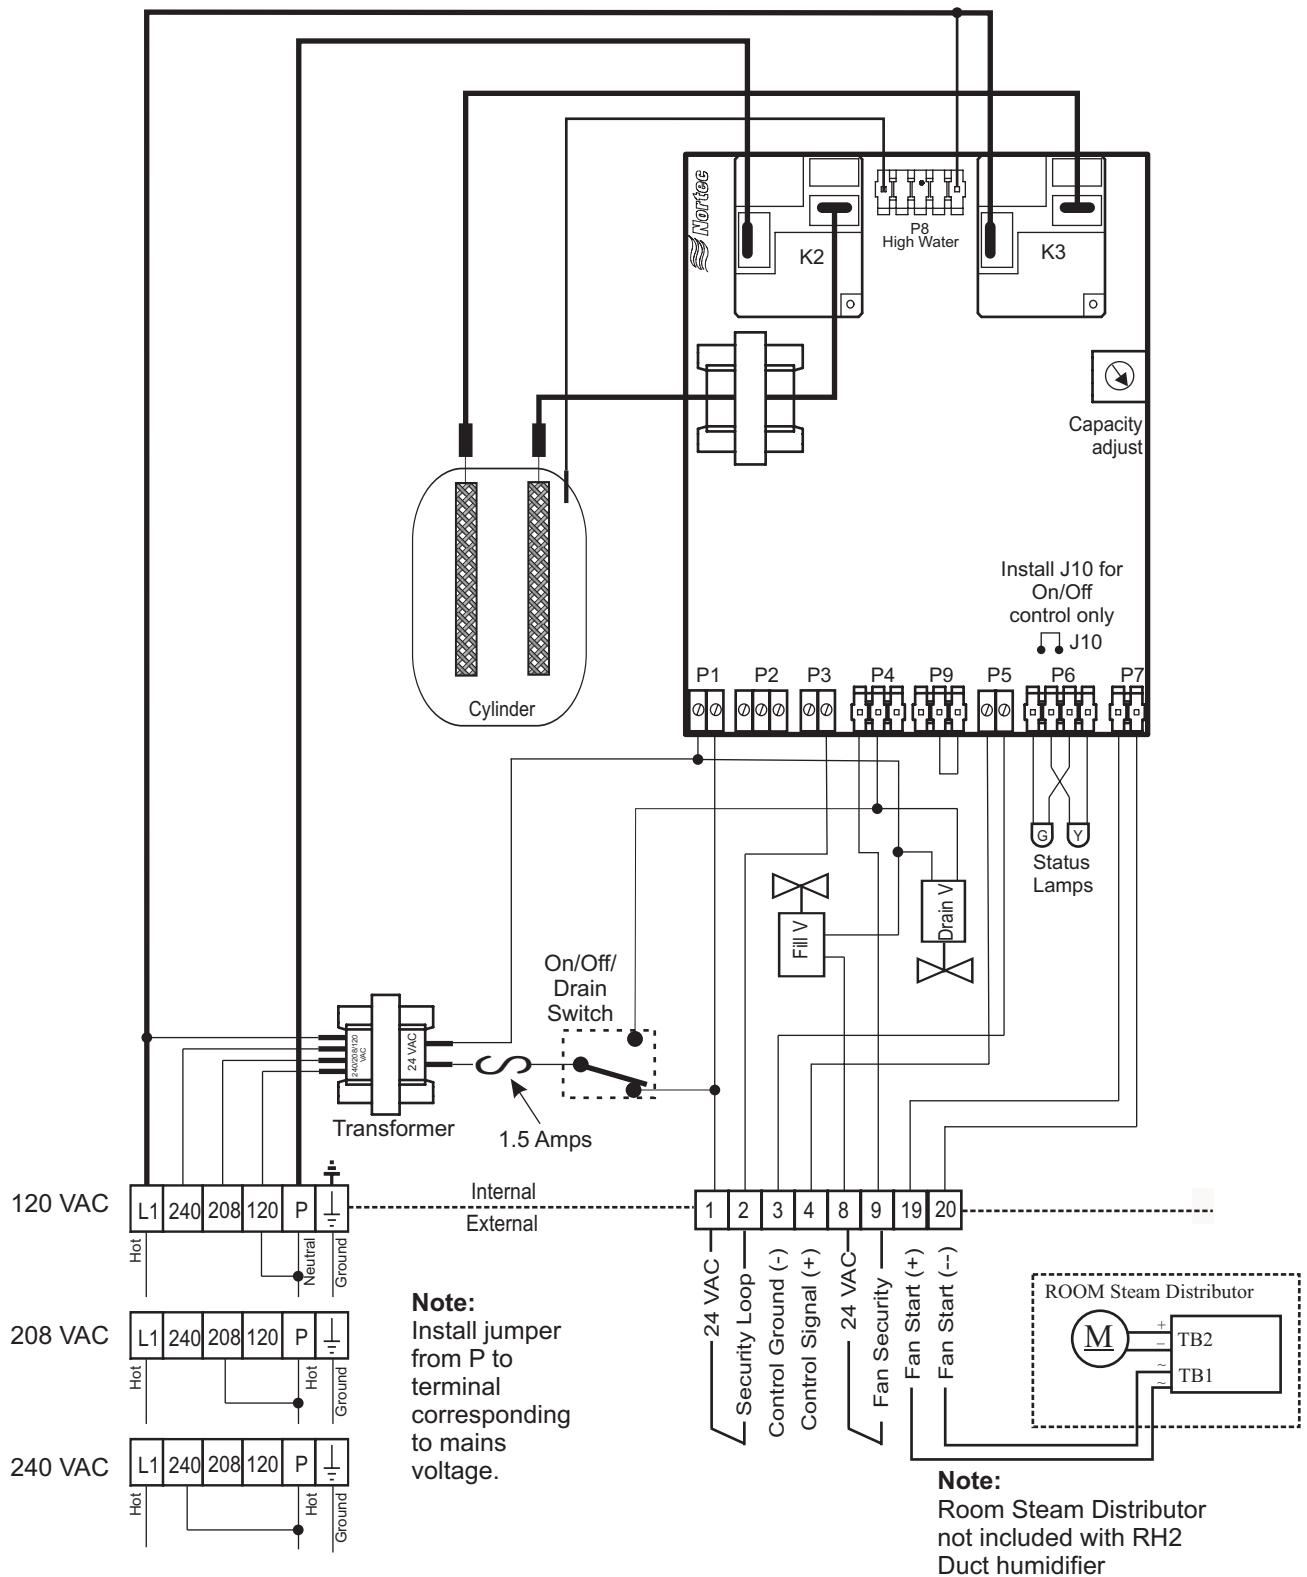 Nortec
K2
P8
High Water
K3
Capacity
adjust
Install J10 for
On/Off
control only
J10
P1
P2
P3
P4
P9
P5
P6
P7
Cylinder
G
Y
Status
Lamps
Fill V
Drain V
On/Off/
Drain
Switch
240/208/120
VAC
24 VAC
Transformer
1.5 Amps
120 VAC
L1 240 208 120 P
Hot
Neutral
Ground
Internal
External
1 2 3 4 8 9 19 20
24 VAC
Security Loop
Control Ground (-)
Control Signal (+)
24 VAC
Fan Security
Fan Start (+)
Fan Start (--)
ROOM Steam Distributor
M
+
–
TB2
~
~
TB1
208 VAC
L1 240 208 120 P
Hot
Hot
Ground
240 VAC
L1 240 208 120 P
Hot
Hot
Ground
Note:
Install jumper
from P to
terminal
corresponding
to mains
voltage.
Note:
Room Steam Distributor
not included with RH2
Duct humidifier